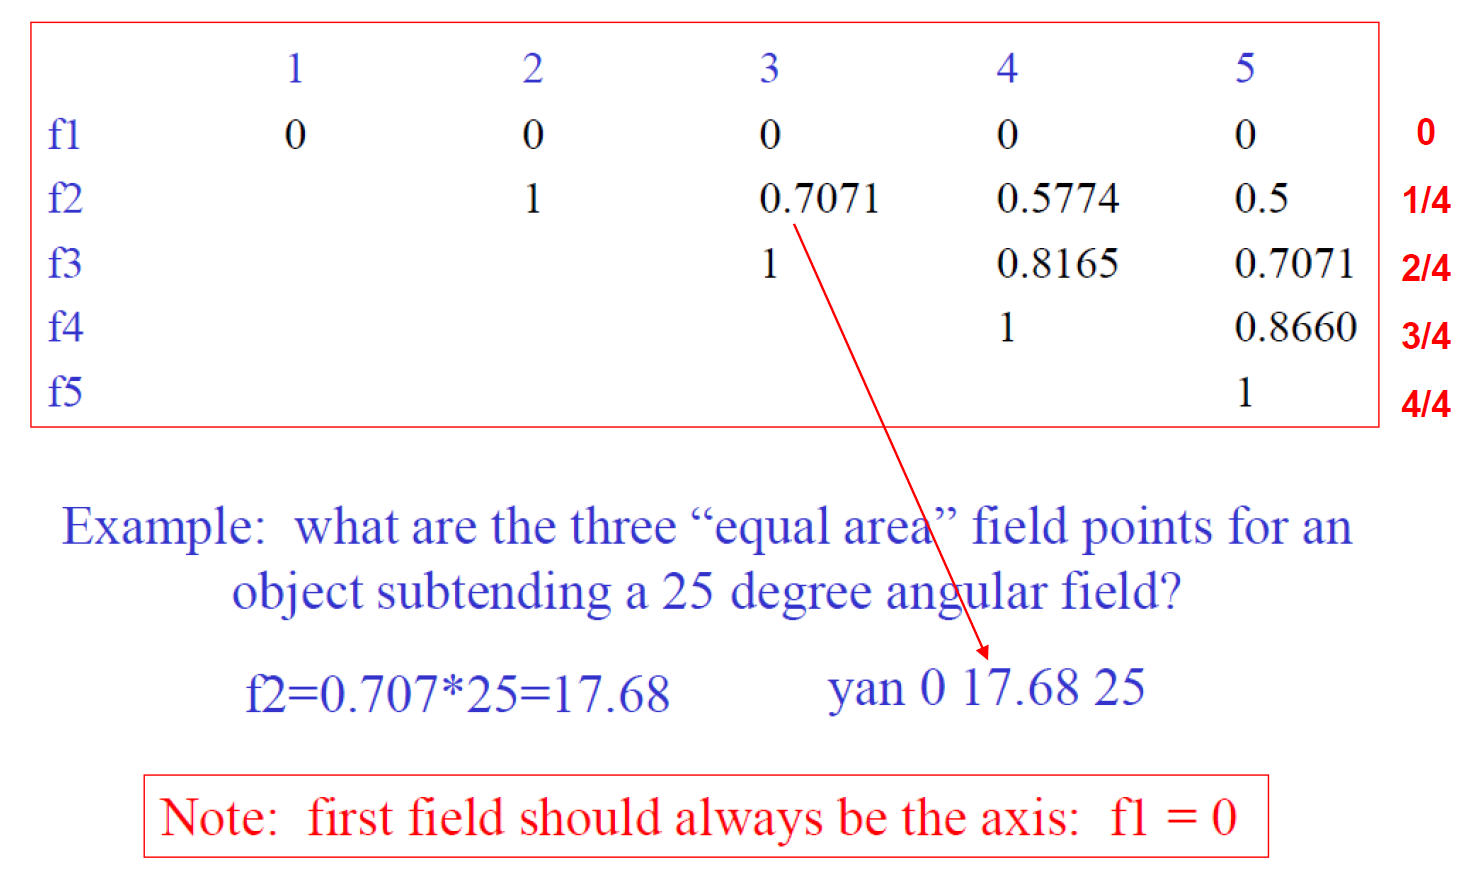 1 2 3 4 5
f1 0 0 0 0 0 0
f2 1 0.7071 0.5774 0.5 1/4
f3 1 0.8165 0.7071 2/4
f4 1 0.8660 3/4
f5 1 4/4
Example: what are the three “equal area” field points for an
object subtending a 25 degree angular field?
f2=0.707*25=17.68 yan 0 17.68 25
Note: first field should always be the axis: f1 = 0